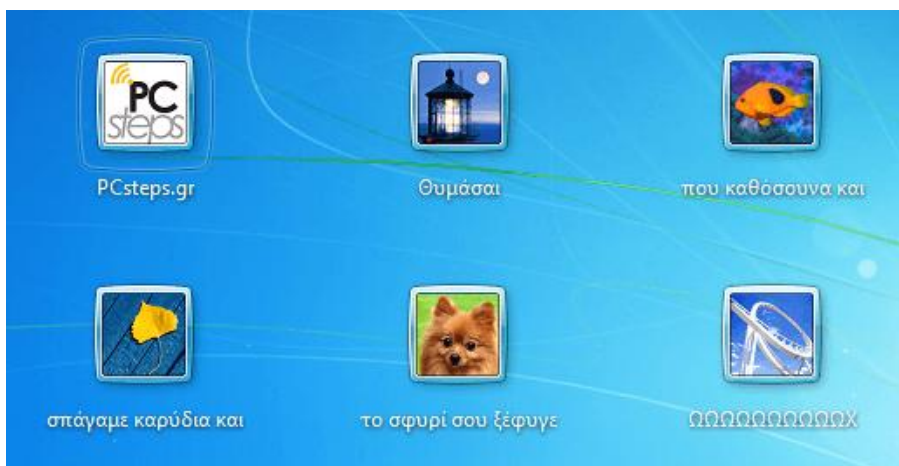 PC
steps
PCsteps.gr
Θυμάσαι
που καθόσουνα και
σπάγαμε καρύδια και
το σφυρί σου ξέφυγε
ΩΩΩΩΩΩΩΩΩΩΧ